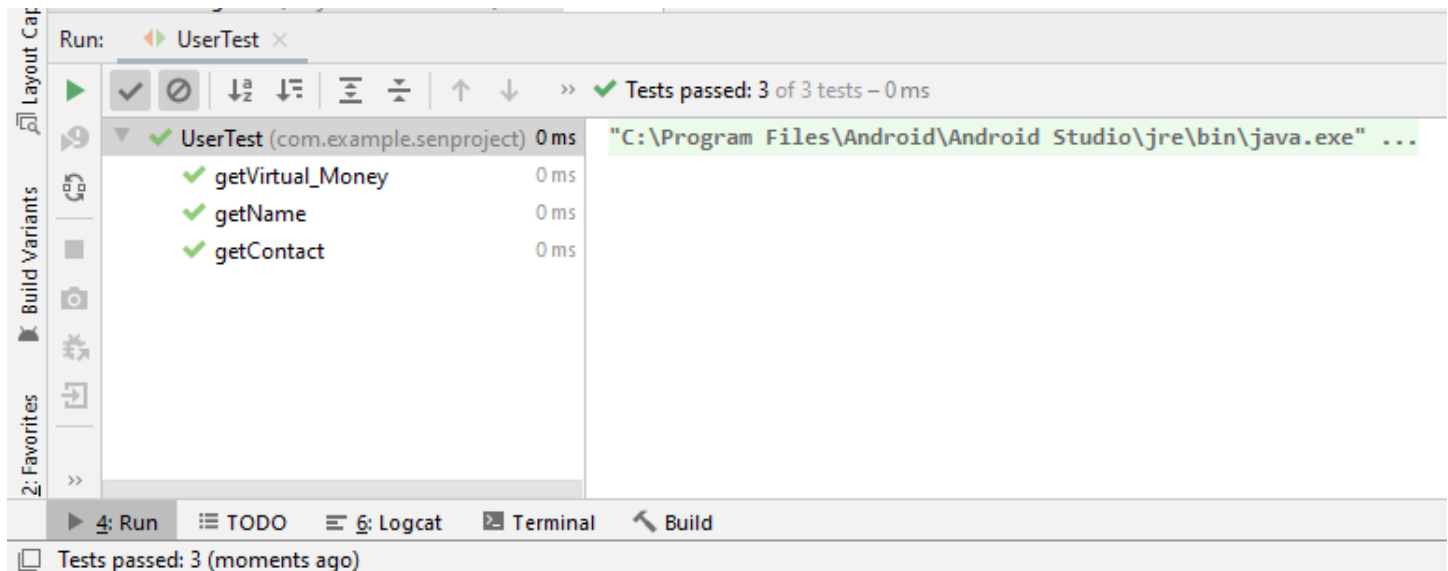 Run: UserTest
Tests passed: 3 of 3 tests – 0 ms
UserTest (com.example.senproject) 0 ms
"C:\Program Files\Android\Android Studio\jre\bin\java.exe" ...
getVirtual_Money 0 ms
getName 0 ms
getContact 0 ms
Layout Cap
Build Variants
2: Favorites
4: Run TODO 6: Logcat Terminal Build
Tests passed: 3 (moments ago)